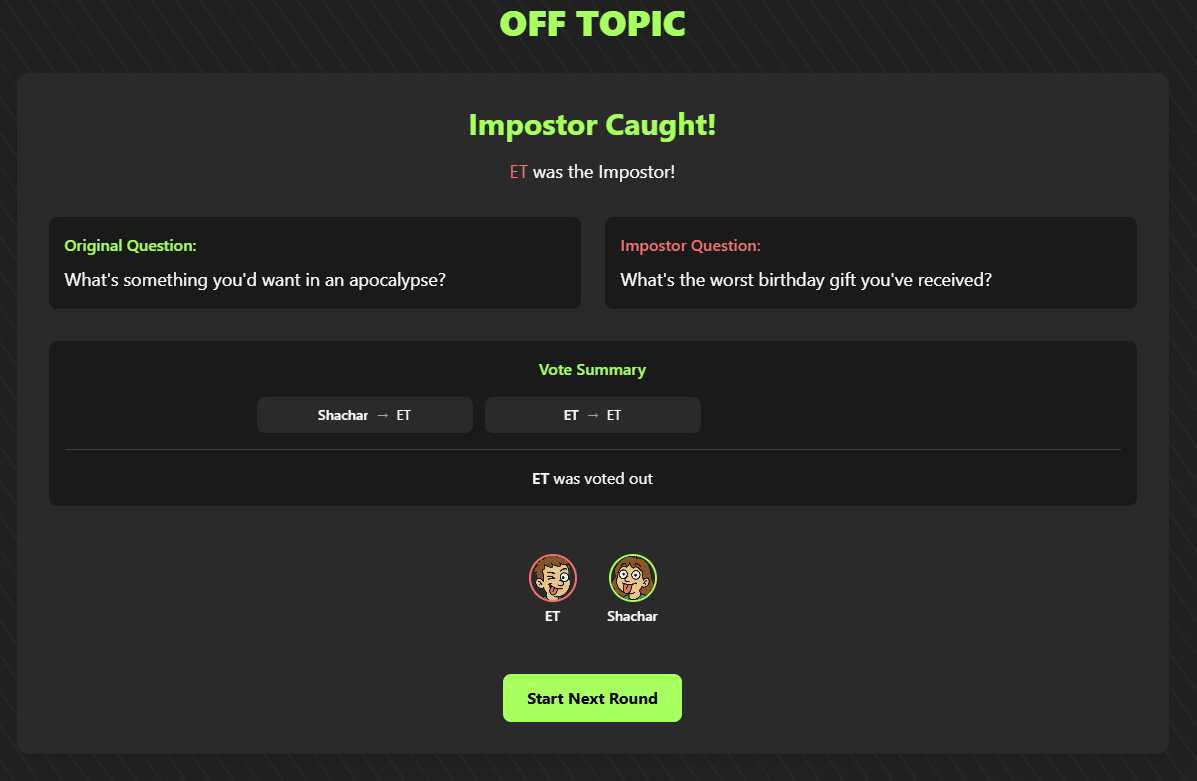 OFF TOPIC
Impostor Caught!
ET was the Impostor!
Original Question:
What's something you'd want in an apocalypse?
Impostor Question:
What's the worst birthday gift you've received?
Vote Summary
Shachar → ET
ET → ET
ET was voted out
ET
Shachar
Start Next Round